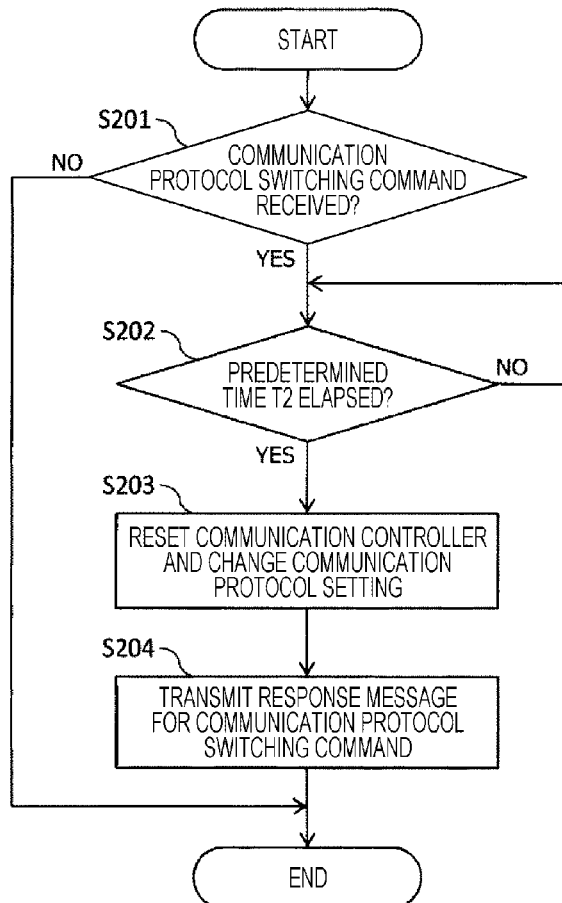 START
S201
NO
COMMUNICATION
PROTOCOL SWITCHING COMMAND
RECEIVED?
YES
S202
NO
PREDETERMINED
TIME T2 ELAPSED?
YES
S203
RESET COMMUNICATION CONTROLLER
AND CHANGE COMMUNICATION
PROTOCOL SETTING
S204
TRANSMIT RESPONSE MESSAGE
FOR COMMUNICATION PROTOCOL
SWITCHING COMMAND
END